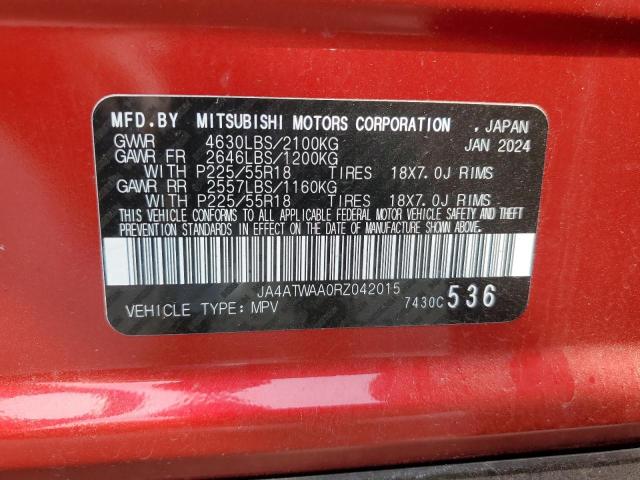 MFD.BY MITSUBISHI MOTORS CORPORATION , JAPAN
GVWR 4630LBS/2100KG JAN 2024
GAWR FR 2646LBS/1200KG
WITH P225/55R18 TIRES 18X7.0J RIMS
GAWR RR 2557LBS/1160KG
WITH P225/55R18 TIRES 18X7.0J RIMS
THIS VEHICLE CONFORMS TO ALL APPLICABLE FEDERAL MOTOR VEHICLE SAFETY AND THEFT
PREVENTION STANDARDS IN EFFECT ON THE DATE OF MANUFACTURE SHOWN ABOVE.
JA4ATWAA0RZ042015
VEHICLE TYPE: MPV 7430C 536